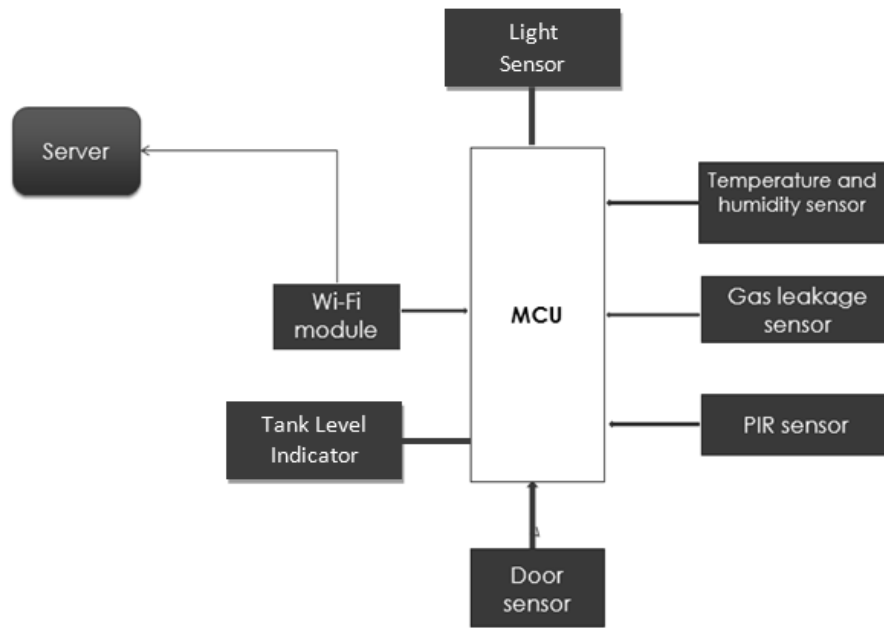 Light
Sensor
Server
Temperature and
humidity sensor
Wi-Fi
module
MCU
Gas leakage
sensor
Tank Level
Indicator
PIR sensor
Door
sensor